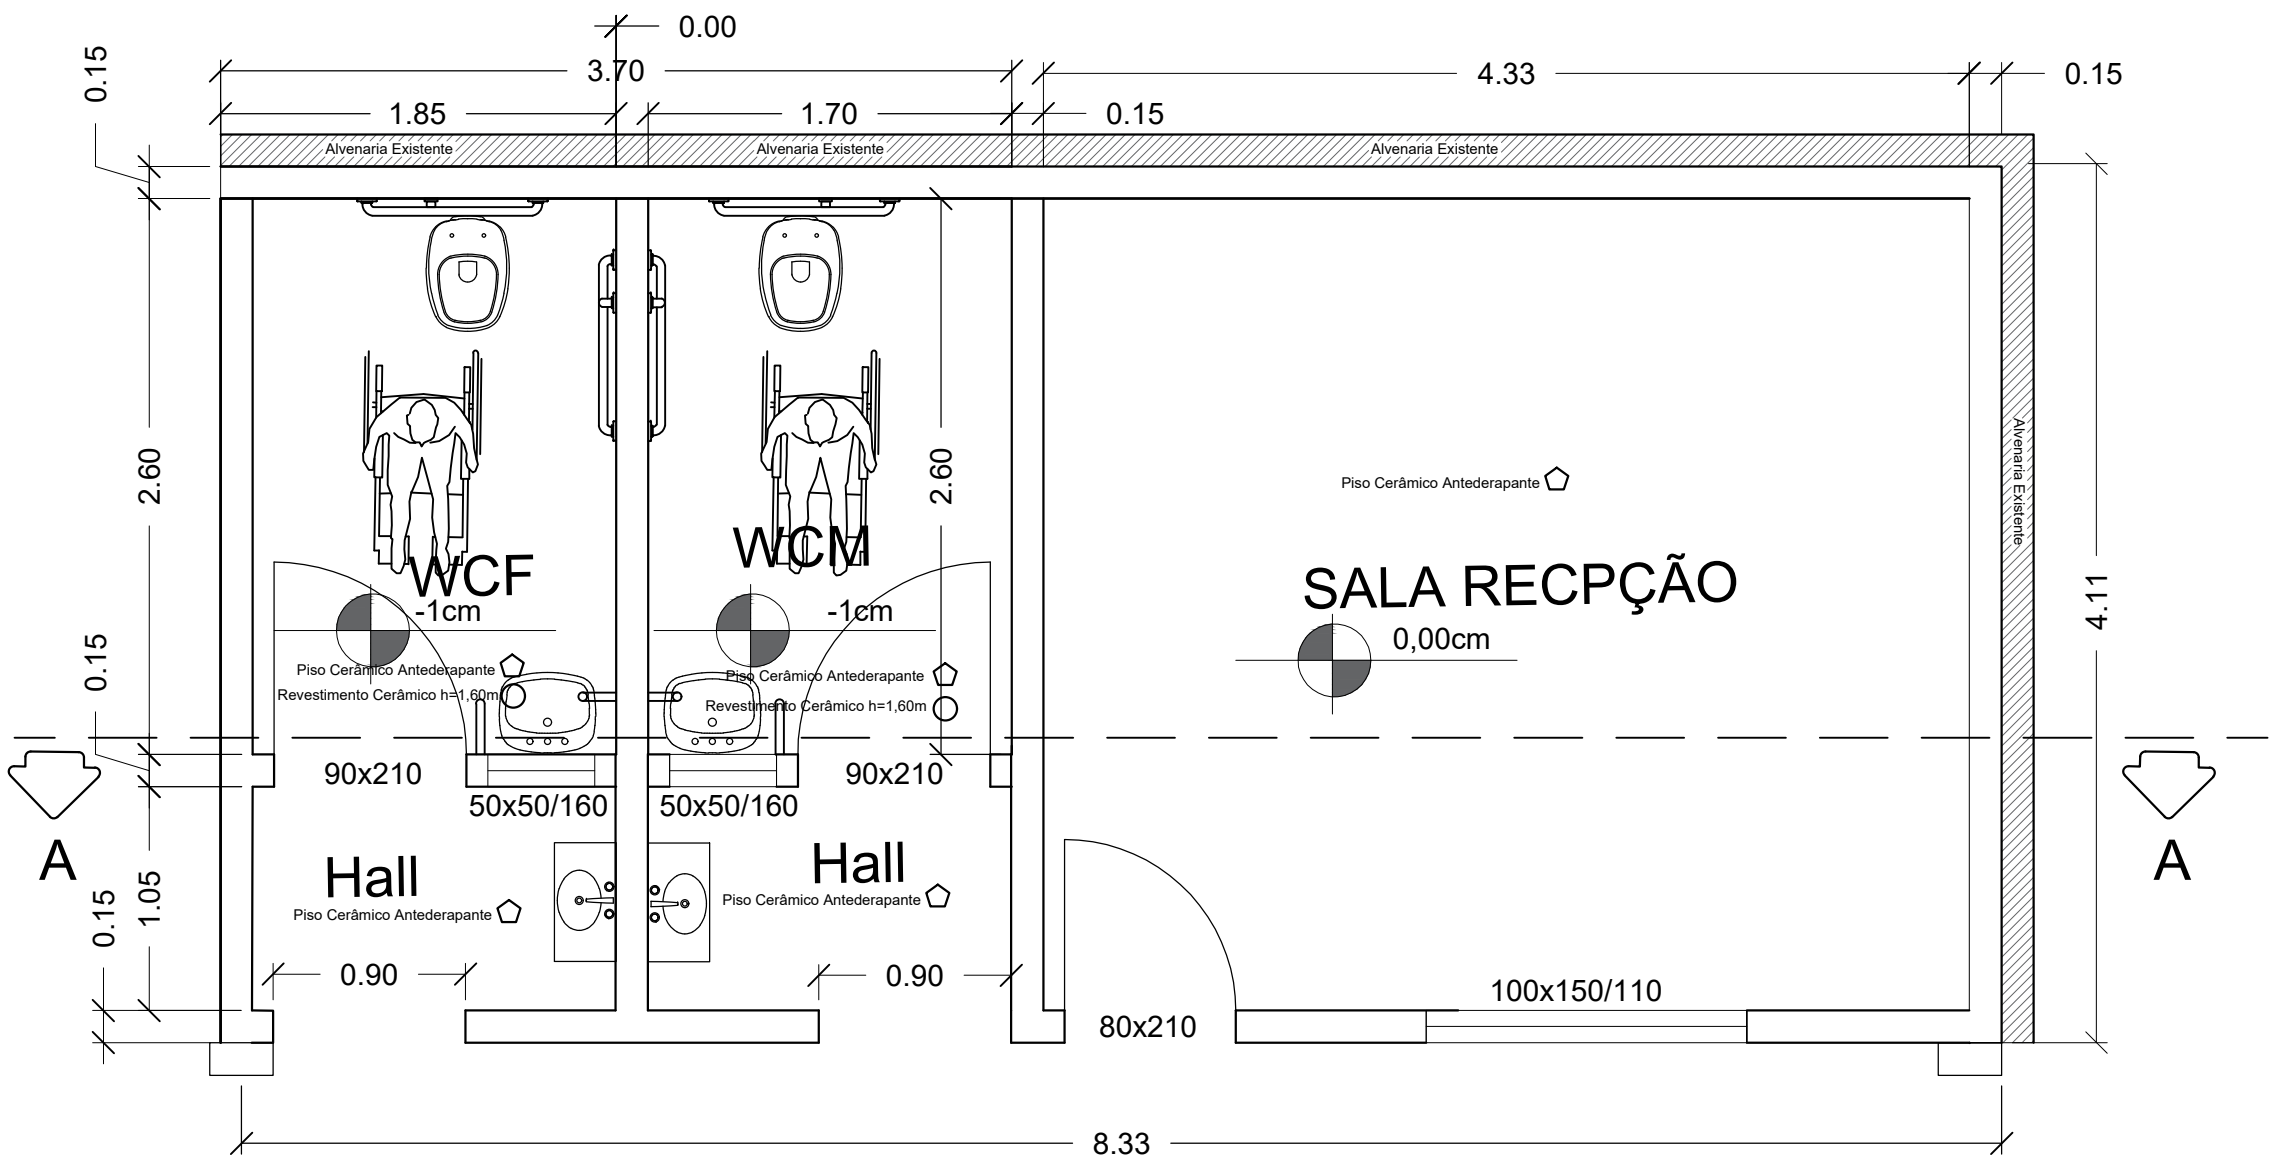 0.00
0.15
3.70
4.33
0.15
1.85
1.70
0.15
Alvenaria Existente
Alvenaria Existente
Alvenaria Existente
2.60
2.60
Alvenaria Existente
Piso Cerâmico Antederapante
WCF
WCM
SALA RECPÇÃO
-1cm
-1cm
0,00cm
4.11
0.15
Piso Cerâmico Antederapante
Piso Cerâmico Antederapante
Revestimento Cerâmico h=1,60m
Revestimento Cerâmico h=1,60m
90x210
90x210
50x50/160
50x50/160
A
A
Hall
Hall
Piso Cerâmico Antederapante
Piso Cerâmico Antederapante
0.15
1.05
0.90
0.90
100x150/110
80x210
8.33